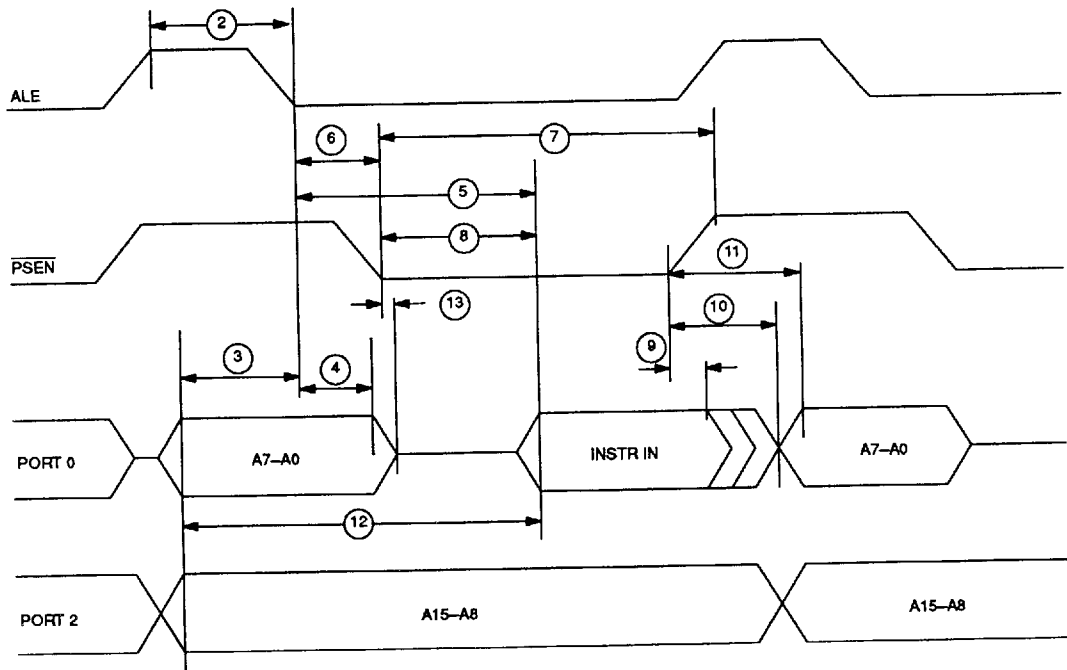 2
ALE
6
7
5
8
PSEN
11
13
10
9
3
4
PORT 0
A7–A0
INSTR IN
A7–A0
12
PORT 2
A15–A8
A15–A8